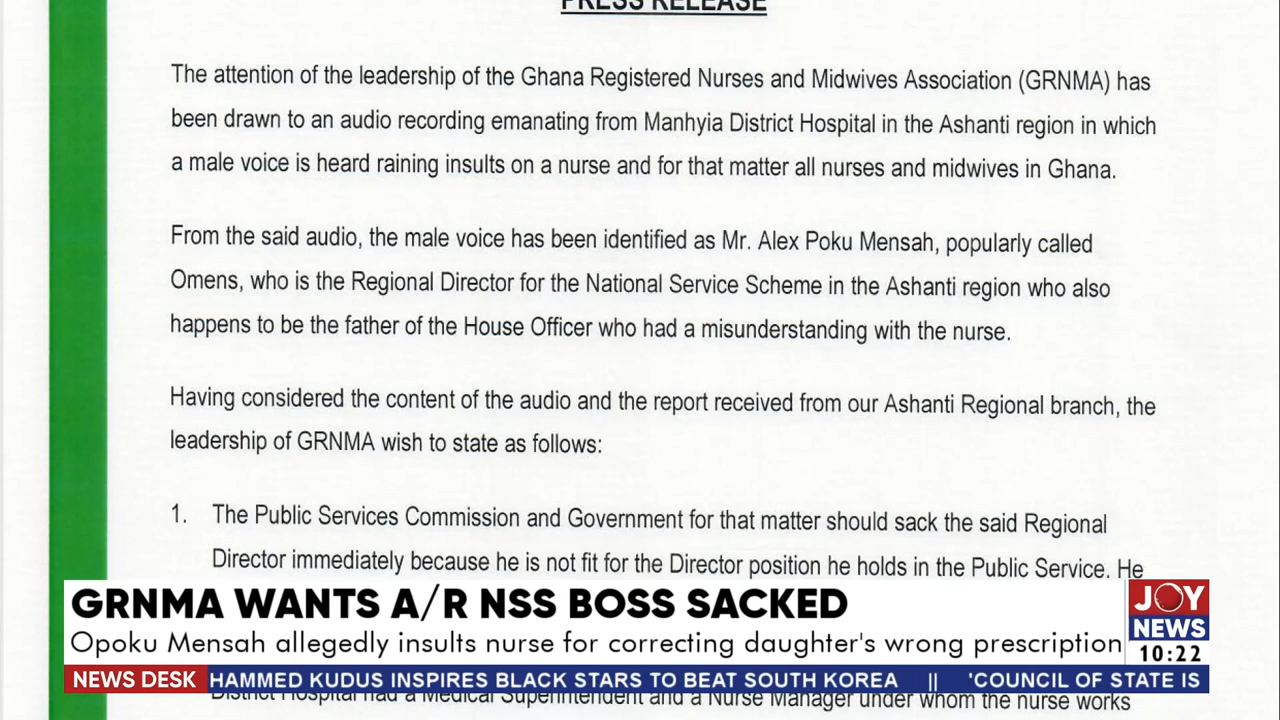 PRESS RELEASE
The attention of the leadership of the Ghana Registered Nurses and Midwives Association (GRNMA) has
been drawn to an audio recording emanating from Manhyia District Hospital in the Ashanti region in which
a male voice is heard raining insults on a nurse and for that matter all nurses and midwives in Ghana.
From the said audio, the male voice has been identified as Mr. Alex Poku Mensah, popularly called
Omens, who is the Regional Director for the National Service Scheme in the Ashanti region who also
happens to be the father of the House Officer who had a misunderstanding with the nurse.
Having considered the content of the audio and the report received from our Ashanti Regional branch, the
leadership of GRNMA wish to state as follows:
1. The Public Services Commission and Government for that matter should sack the said Regional
Director immediately because he is not fit for the Director position he holds in the Public Service. He
GRNMA WANTS A/R NSS BOSS SACKED
Opoku Mensah allegedly insults nurse for correcting daughter's wrong prescription
JOY
NEWS
10:22
NEWS DESK HAMMED KUDUS INSPIRES BLACK STARS TO BEAT SOUTH KOREA || 'COUNCIL OF STATE IS
District Hospital had a Medical Superintendent and a Nurse Manager under whom the nurse works